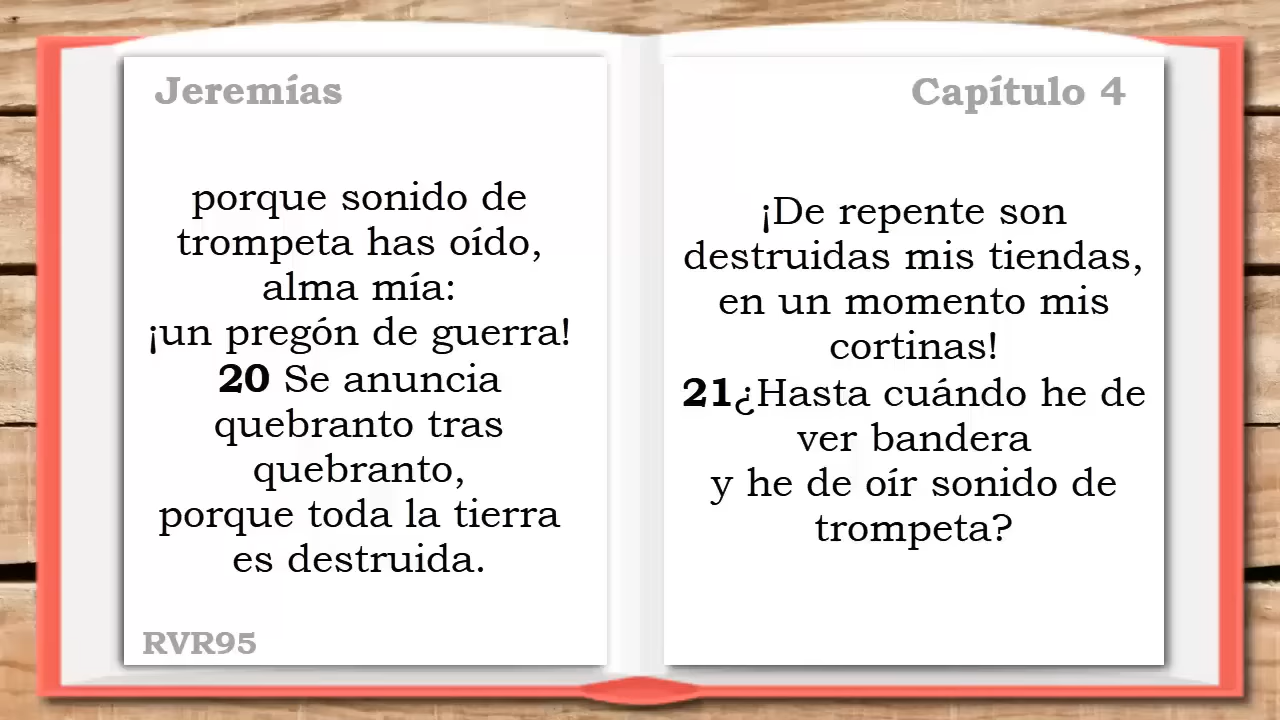 Jeremías
porque sonido de
trompeta has oído,
alma mía:
¡un pregón de guerra!
20 Se anuncia
quebranto tras
quebranto,
porque toda la tierra
es destruida.
RVR95
Capítulo 4
¡De repente son
destruidas mis tiendas,
en un momento mis
cortinas!
21¿Hasta cuándo he de
ver bandera
y he de oír sonido de
trompeta?